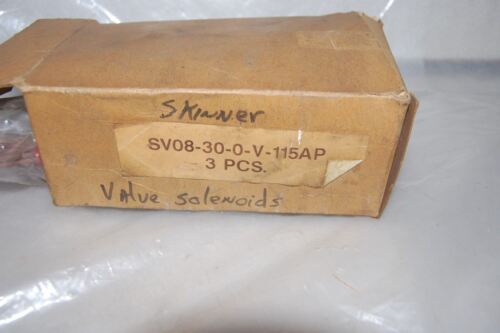 SKINNER
SV08-30-0-V-115AP
3 PCS.
Valve Solenoids